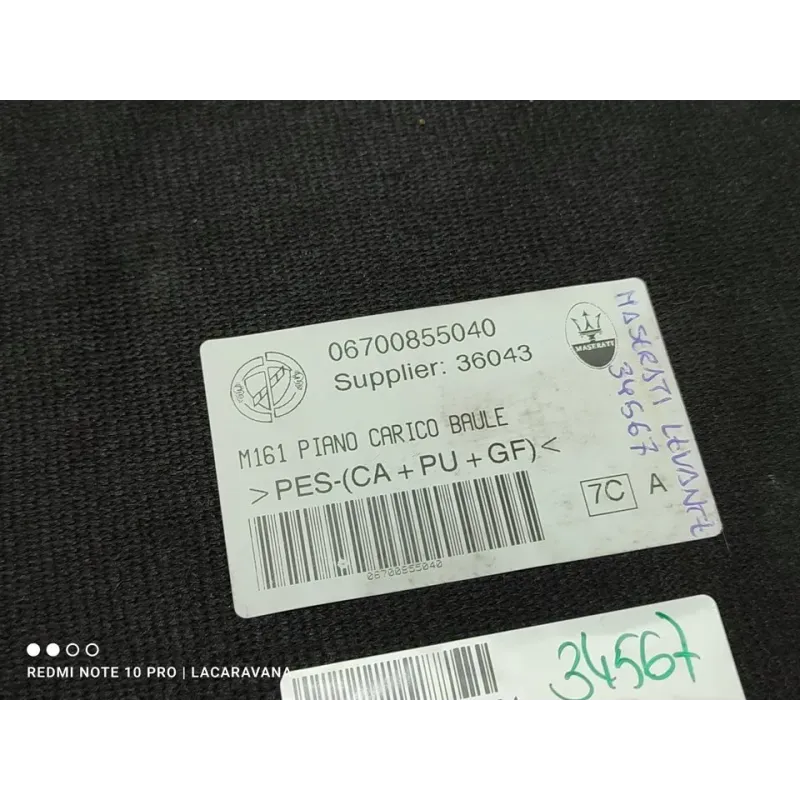 06700855040
Supplier: 36043
MASERATI
M161 PIANO CARICO BAULE
>PES-(CA+PU+GF)<
7C A
06700855040
MASERATI LEVANTE
34567
34567
REDMI NOTE 10 PRO | LACARAVANA